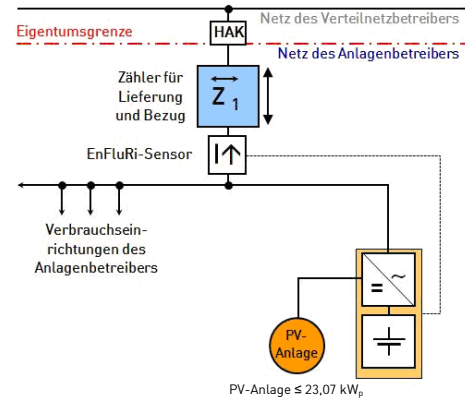 Netz des Verteilnetzbetreibers
Eigentumsgrenze
HAK
Netz des Anlagenbetreibers
Zähler für
Lieferung
und Bezug
Z 1
EnFluRi-Sensor
Verbrauchsein-
richtungen des
Anlagenbetreibers
PV-
Anlage
PV-Anlage ≤ 23,07 kWp